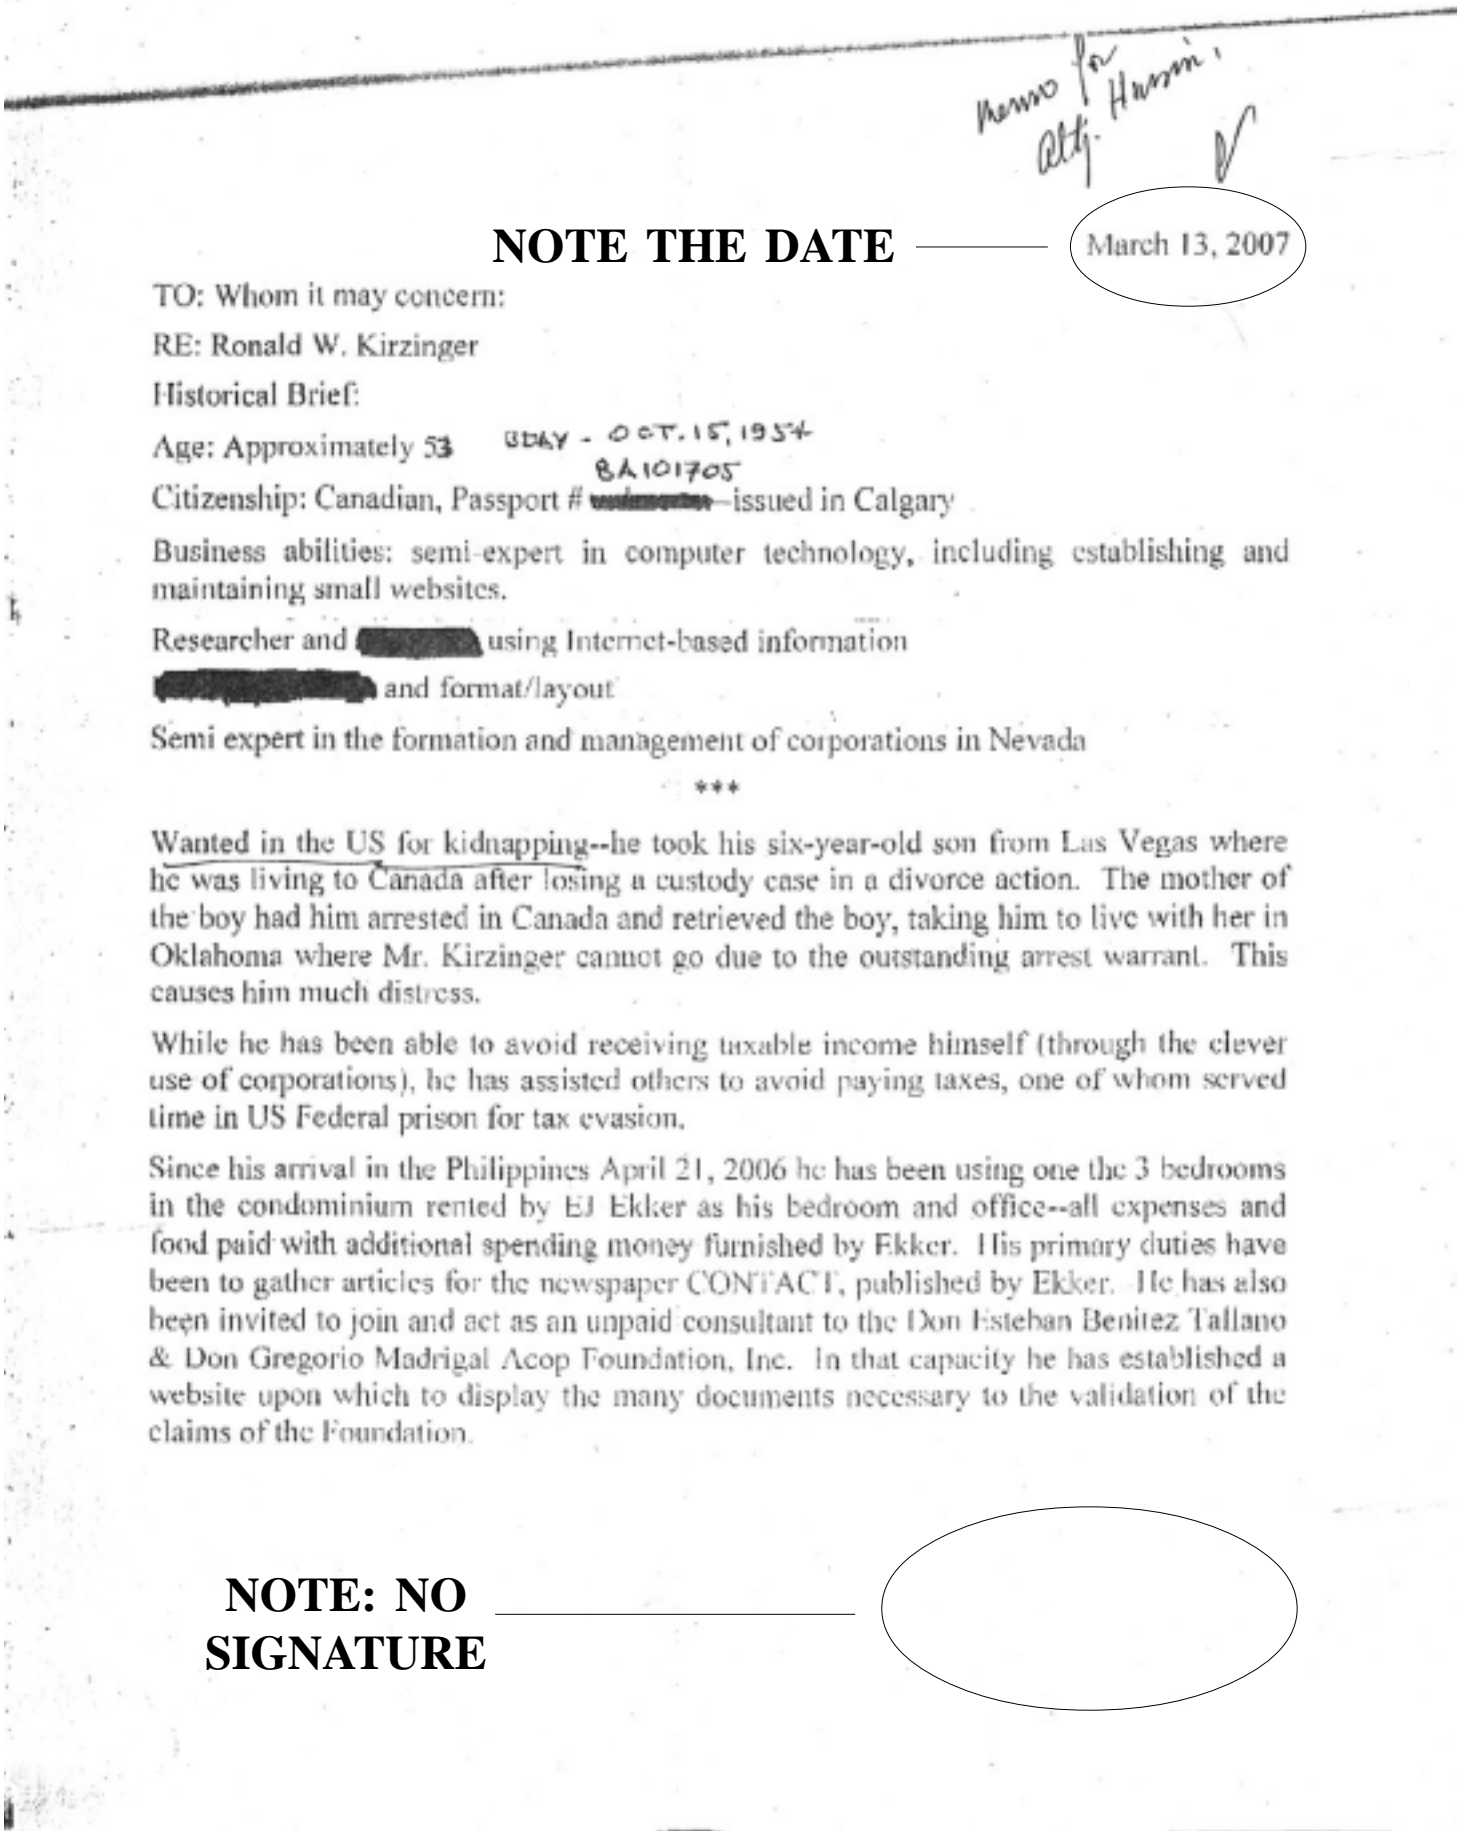 Memo for
Atty. Hussin,
NOTE THE DATE
March 13, 2007
TO: Whom it may concern:
RE: Ronald W. Kirzinger
Historical Brief:
Age: Approximately 53 BDAY - OCT. 15, 1954
BA101705
Citizenship: Canadian, Passport # issued in Calgary
Business abilities: semi-expert in computer technology, including establishing and
maintaining small websites.
Researcher and using Internet-based information
and format/layout
Semi expert in the formation and management of corporations in Nevada
***
Wanted in the US for kidnapping--he took his six-year-old son from Las Vegas where
he was living to Canada after losing a custody case in a divorce action. The mother of
the boy had him arrested in Canada and retrieved the boy, taking him to live with her in
Oklahoma where Mr. Kirzinger cannot go due to the outstanding arrest warrant. This
causes him much distress.
While he has been able to avoid receiving taxable income himself (through the clever
use of corporations), he has assisted others to avoid paying taxes, one of whom served
time in US Federal prison for tax evasion.
Since his arrival in the Philippines April 21, 2006 he has been using one the 3 bedrooms
in the condominium rented by EJ Ekker as his bedroom and office--all expenses and
food paid with additional spending money furnished by Ekker. His primary duties have
been to gather articles for the newspaper CONTACT, published by Ekker. He has also
been invited to join and act as an unpaid consultant to the Don Esteban Benitez Tallano
& Don Gregorio Madrigal Acop Foundation, Inc. In that capacity he has established a
website upon which to display the many documents necessary to the validation of the
claims of the Foundation.
NOTE: NO
SIGNATURE